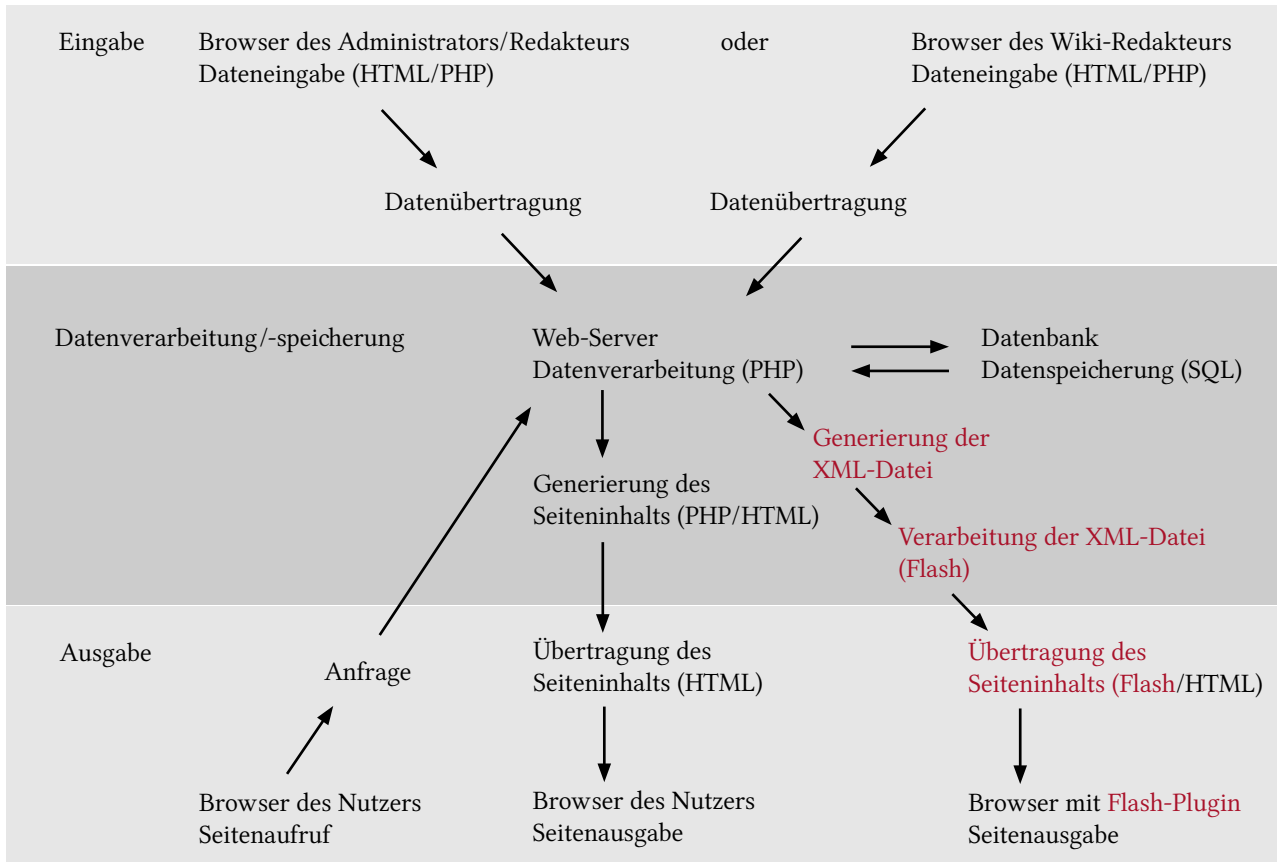 Eingabe
Browser des Administrators/Redakteurs
Dateneingabe (HTML/PHP)
oder
Browser des Wiki-Redakteurs
Dateneingabe (HTML/PHP)
Datenübertragung
Datenübertragung
Datenverarbeitung/-speicherung
Web-Server
Datenverarbeitung (PHP)
Datenbank
Datenspeicherung (SQL)
Generierung der
XML-Datei
Generierung des
Seiteninhalts (PHP/HTML)
Verarbeitung der XML-Datei
(Flash)
Ausgabe
Anfrage
Übertragung des
Seiteninhalts (HTML)
Übertragung des
Seiteninhalts (Flash/HTML)
Browser des Nutzers
Seitenaufruf
Browser des Nutzers
Seitenausgabe
Browser mit Flash-Plugin
Seitenausgabe